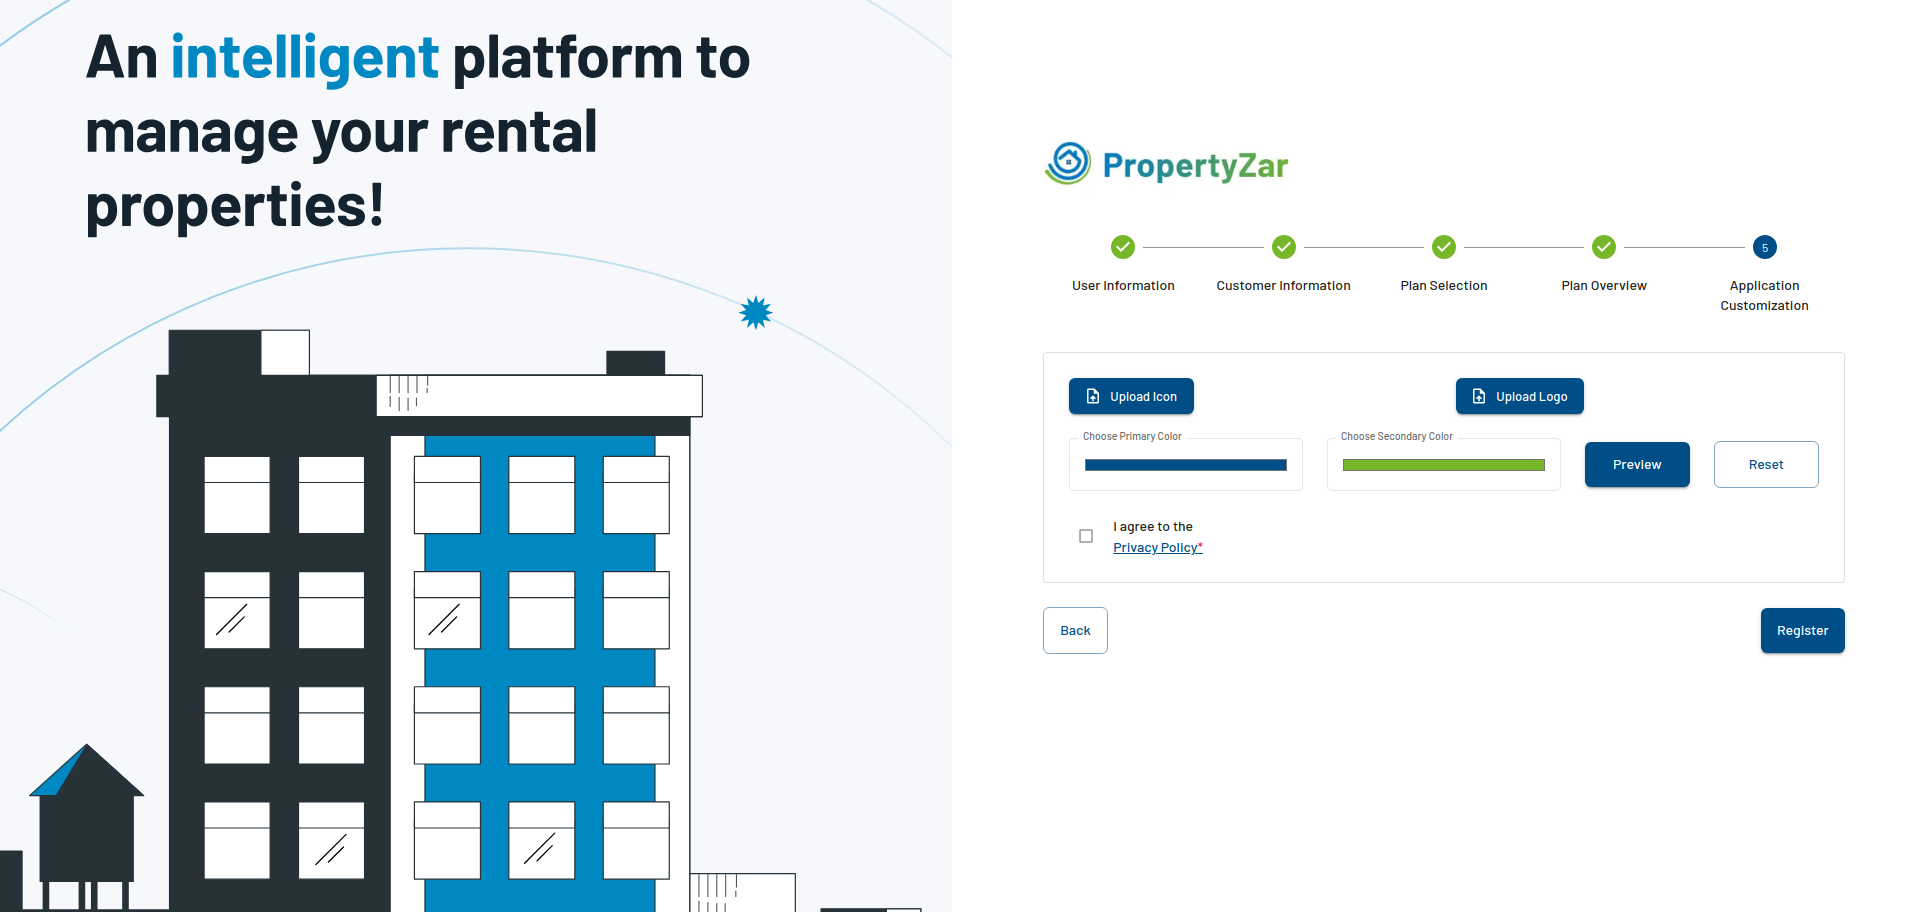 An intelligent platform to
manage your rental
properties!
PropertyZar
5
User Information
Customer Information
Plan Selection
Plan Overview
Application
Customization
Upload Icon
Upload Logo
Choose Primary Color
Choose Secondary Color
Preview
Reset
I agree to the
Privacy Policy*
Back
Register